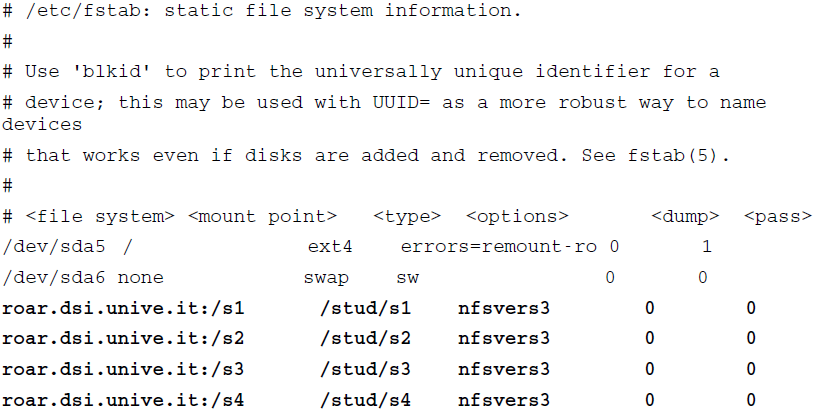 # /etc/fstab: static file system information.
#
# Use 'blkid' to print the universally unique identifier for a
# device; this may be used with UUID= as a more robust way to name
devices
# that works even if disks are added and removed. See fstab(5).
#
# <file system> <mount point> <type> <options> <dump> <pass>
/dev/sda5 / ext4 errors=remount-ro 0 1
/dev/sda6 none swap sw 0 0
roar.dsi.unive.it:/s1 /stud/s1 nfsvers3 0 0
roar.dsi.unive.it:/s2 /stud/s2 nfsvers3 0 0
roar.dsi.unive.it:/s3 /stud/s3 nfsvers3 0 0
roar.dsi.unive.it:/s4 /stud/s4 nfsvers3 0 0